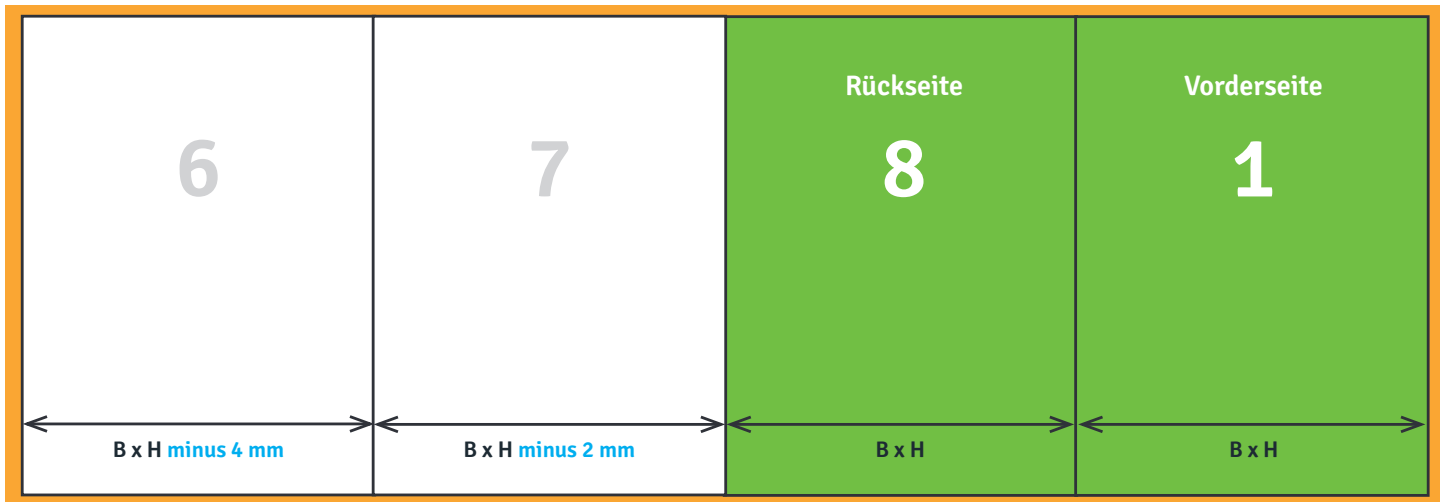 Rückseite
Vorderseite
6
7
8
1
B x H minus 4 mm
B x H minus 2 mm
B x H
B x H